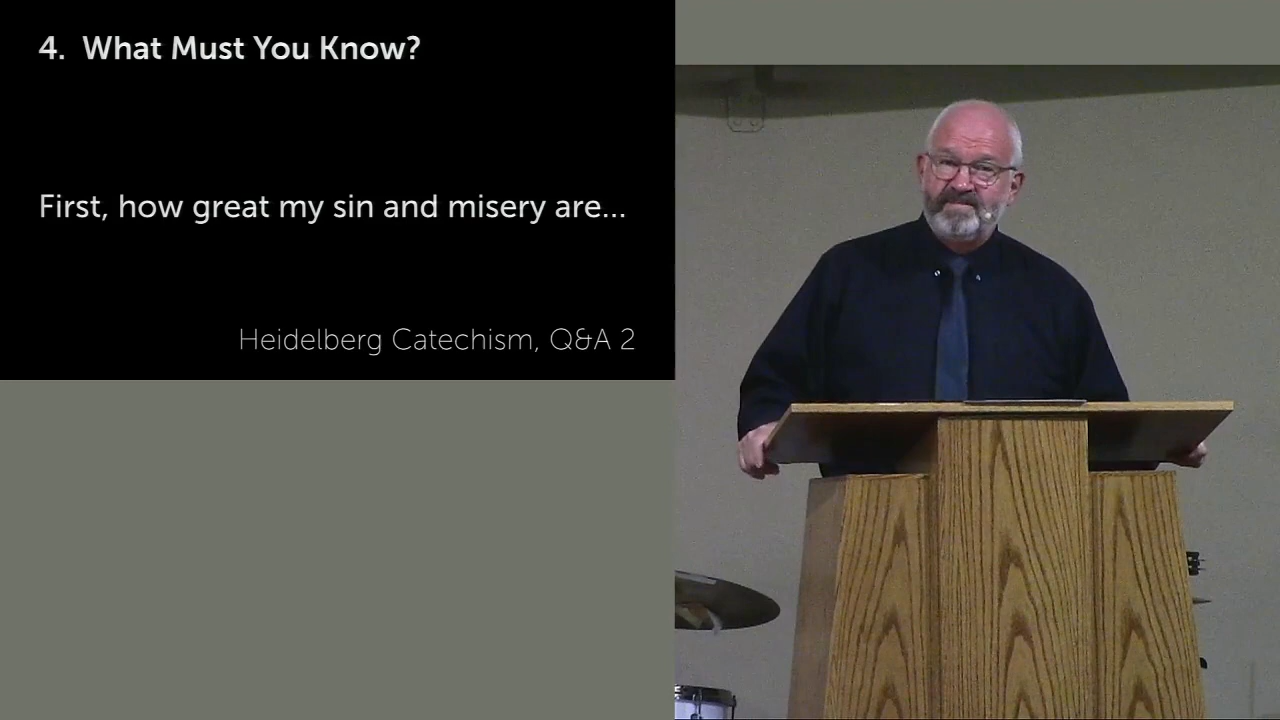 4. What Must You Know?
First, how great my sin and misery are...
Heidelberg Catechism, Q&A 2